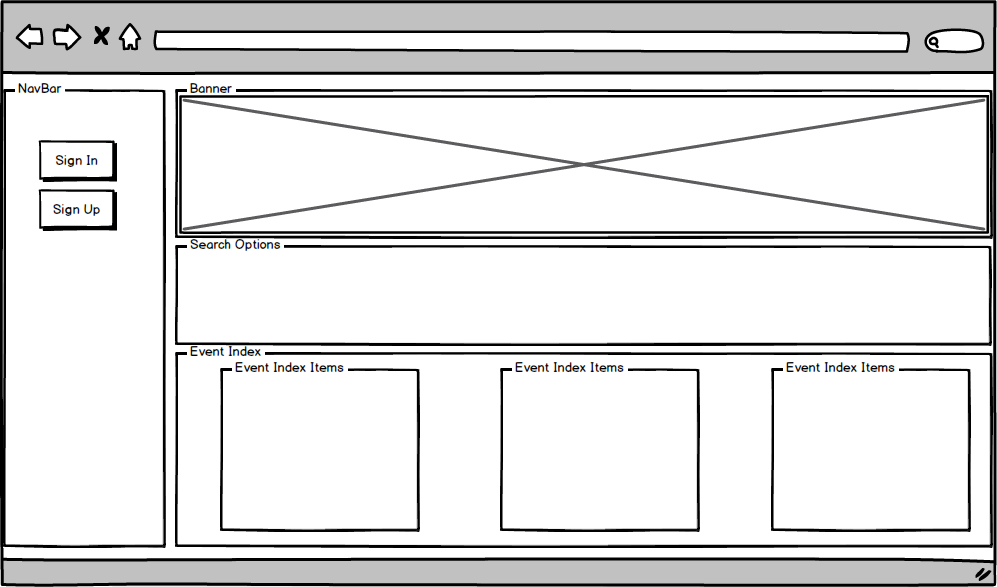 NavBar
Sign In
Sign Up
Banner
Search Options
Event Index
Event Index Items
Event Index Items
Event Index Items